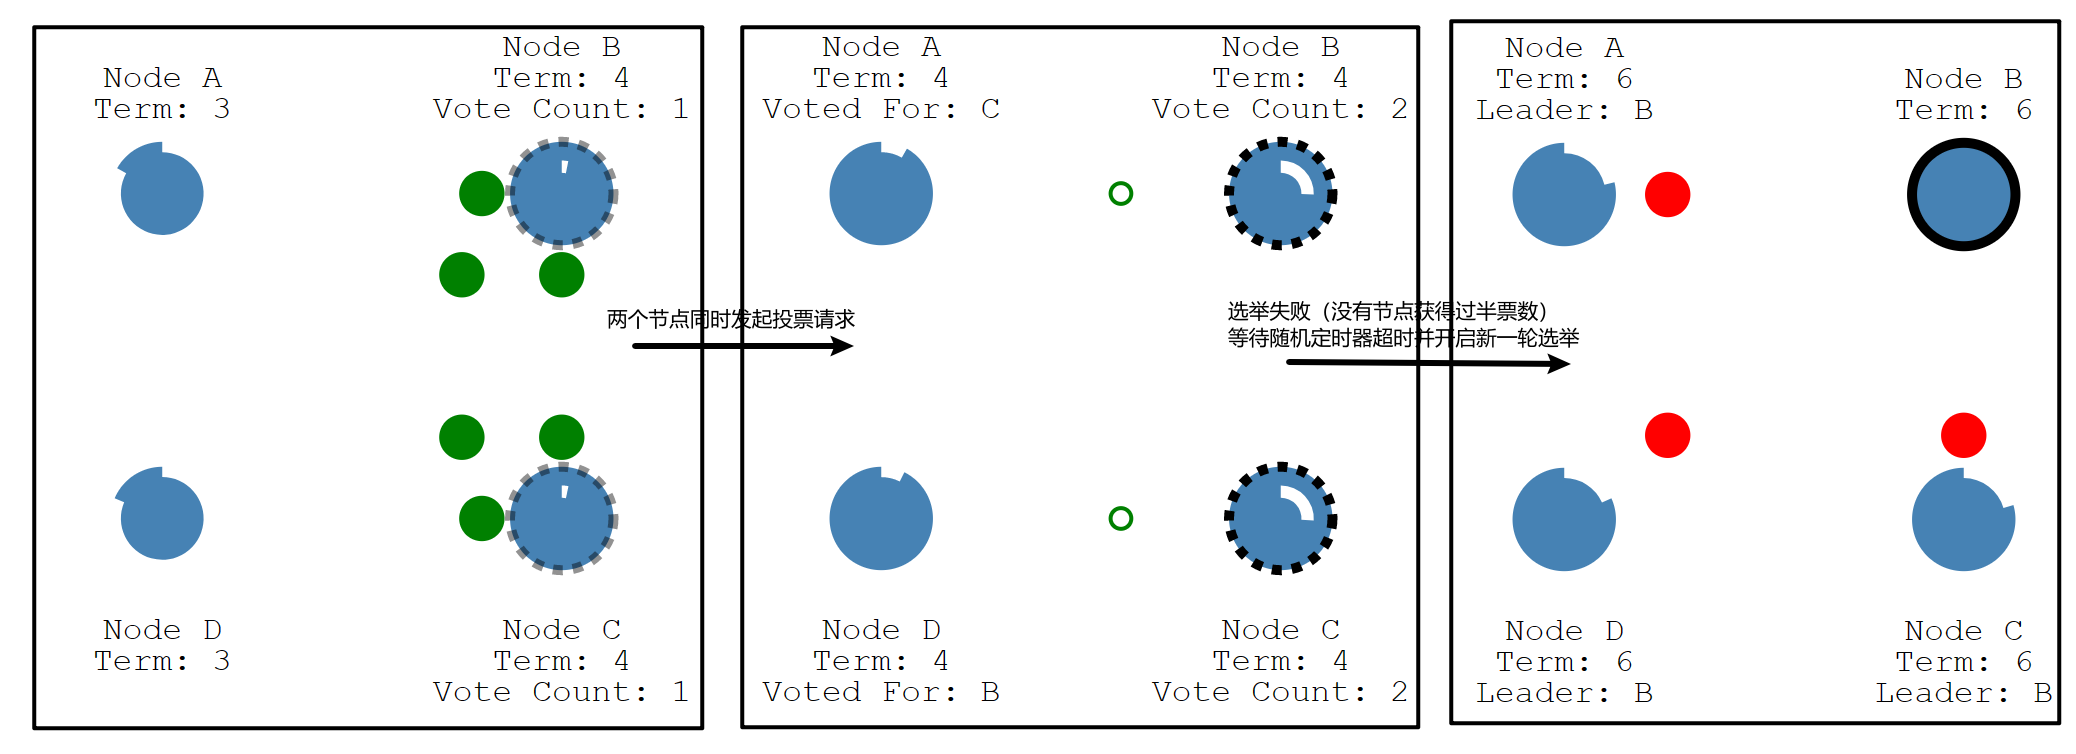 Node A
Term: 3
Node B
Term: 4
Vote Count: 1
Node D
Term: 3
Node C
Term: 4
Vote Count: 1
两个节点同时发起投票请求
Node A
Term: 4
Voted For: C
Node B
Term: 4
Vote Count: 2
Node D
Term: 4
Voted For: B
Node C
Term: 4
Vote Count: 2
选举失败（没有节点获得过半票数）
等待随机定时器超时并开启新一轮选举
Node A
Term: 6
Leader: B
Node B
Term: 6
Node D
Term: 6
Leader: B
Node C
Term: 6
Leader: B